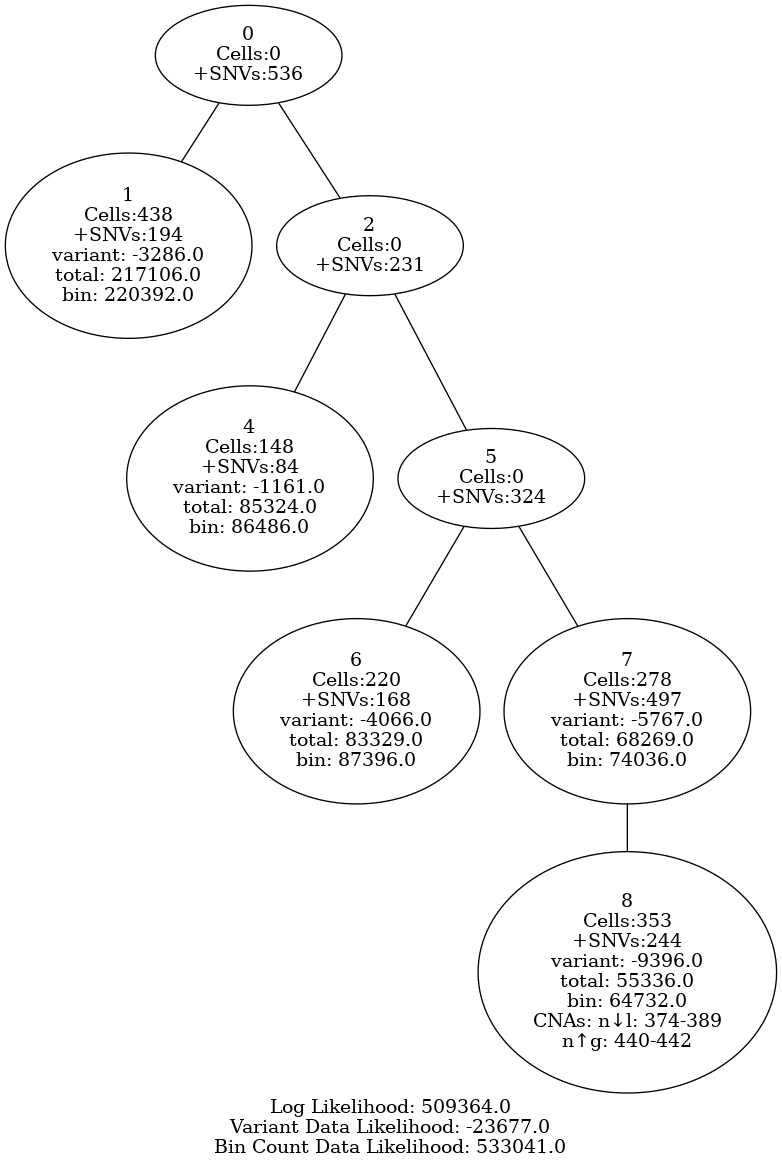 0
Cells:0
+SNVs:536
1
Cells:438
+SNVs:194
variant: -3286.0
total: 217106.0
bin: 220392.0
2
Cells:0
+SNVs:231
4
Cells:148
+SNVs:84
variant: -1161.0
total: 85324.0
bin: 86486.0
5
Cells:0
+SNVs:324
6
Cells:220
+SNVs:168
variant: -4066.0
total: 83329.0
bin: 87396.0
7
Cells:278
+SNVs:497
variant: -5767.0
total: 68269.0
bin: 74036.0
8
Cells:353
+SNVs:244
variant: -9396.0
total: 55336.0
bin: 64732.0
CNAs: n↓l: 374-389
n↑g: 440-442
Log Likelihood: 509364.0
Variant Data Likelihood: -23677.0
Bin Count Data Likelihood: 533041.0